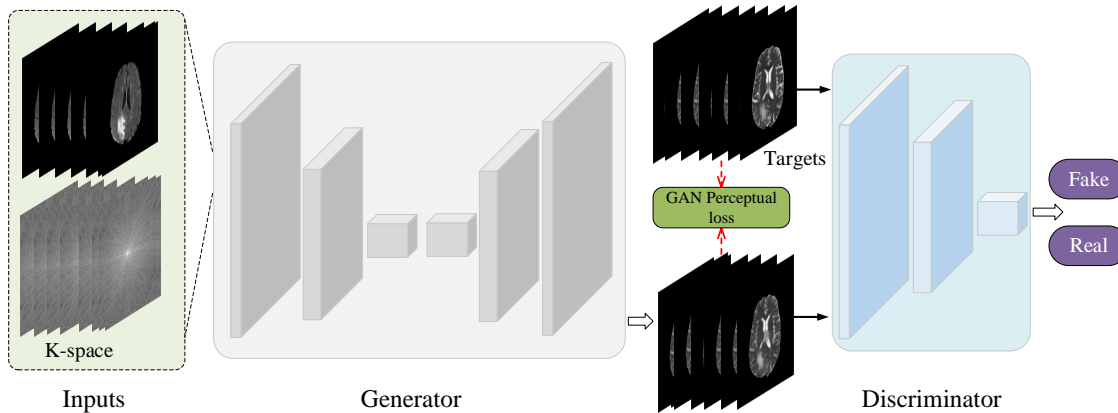 K-space
Inputs
Generator
Targets
GAN Perceptual
loss
Discriminator
Fake
Real